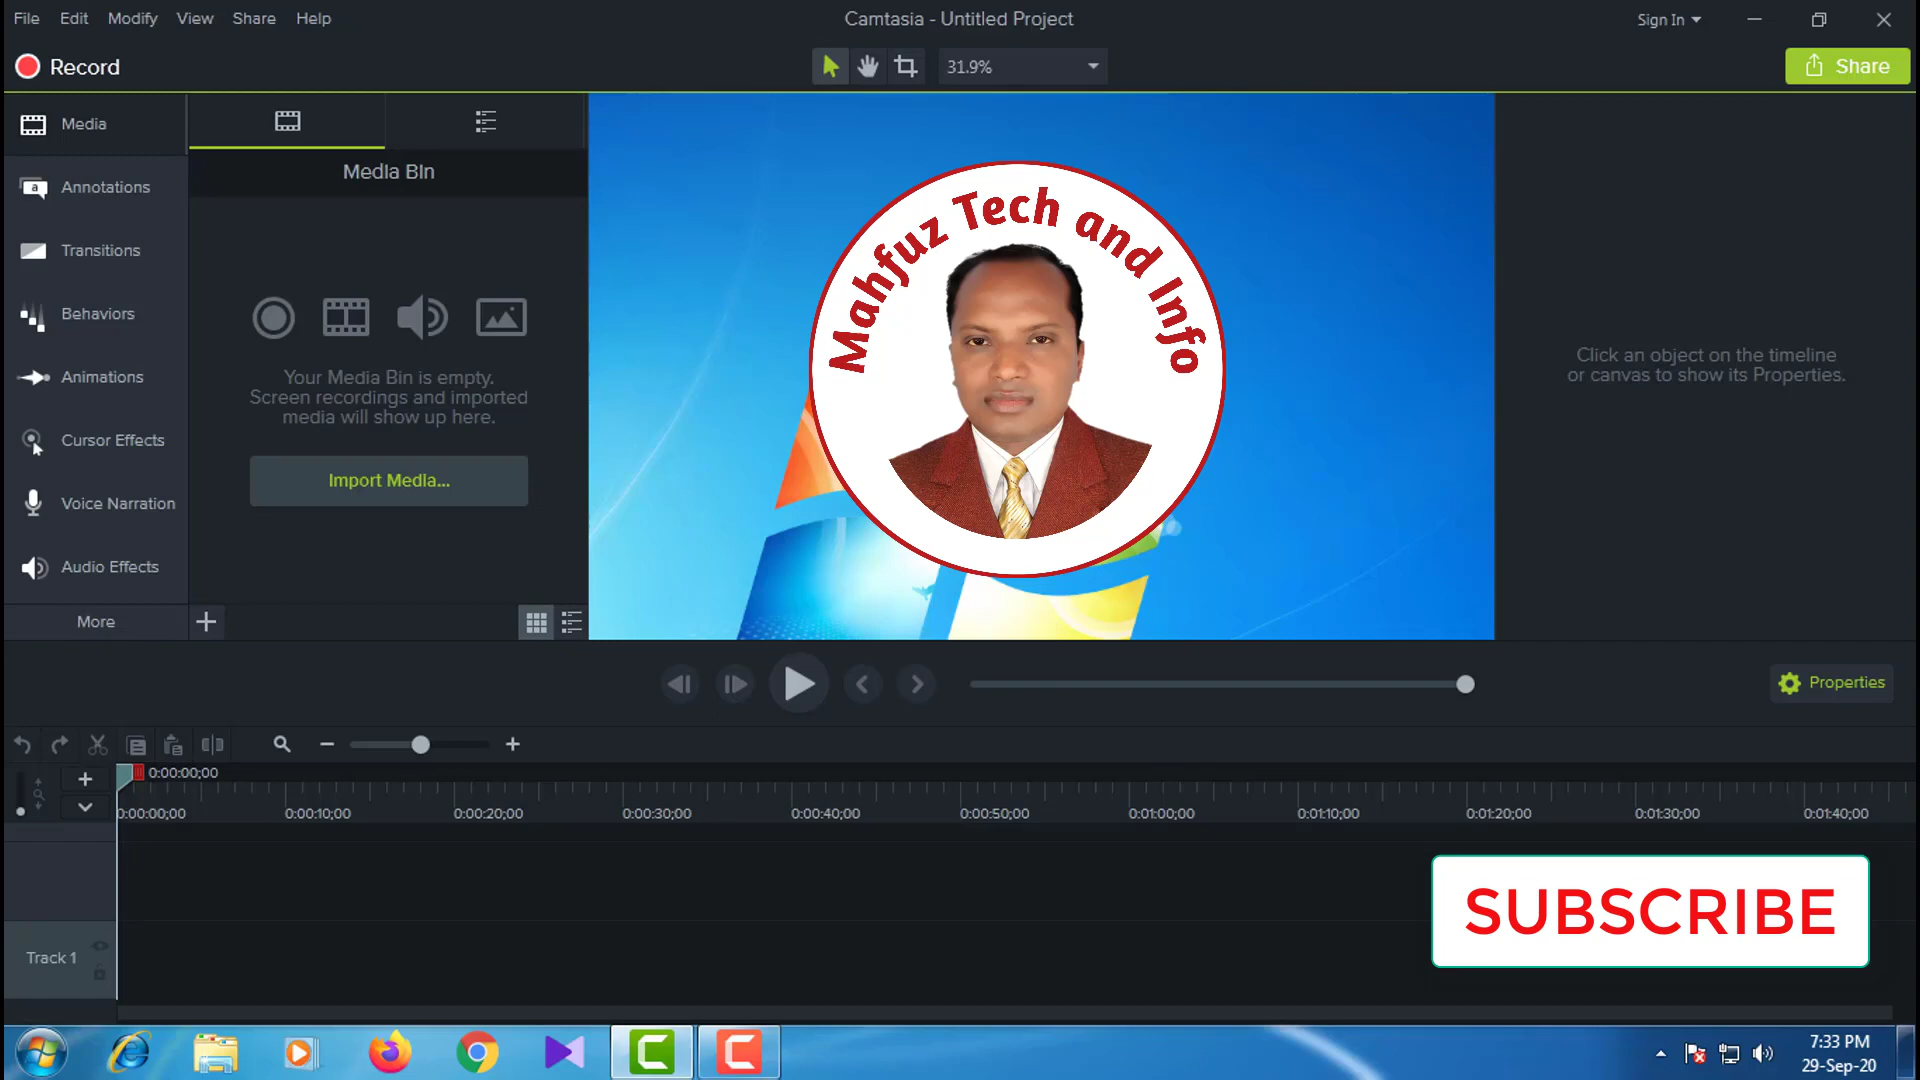 File Edit Modify View Share Help
Camtasia - Untitled Project
Sign In
Record
31.9%
Share
Media
Annotations
Transitions
Behaviors
Animations
Cursor Effects
Voice Narration
Audio Effects
More
Media Bin
Your Media Bin is empty.
Screen recordings and imported
media will show up here.
Import Media...
Mahfuz Tech and Info
Click an object on the timeline
or canvas to show its Properties.
Properties
0:00:00;00
0:00:00;00 0:00:10;00 0:00:20;00 0:00:30;00 0:00:40;00 0:00:50;00 0:01:00;00 0:01:10;00 0:01:20;00 0:01:30;00 0:01:40;00
Track 1
SUBSCRIBE
7:33 PM
29-Sep-20